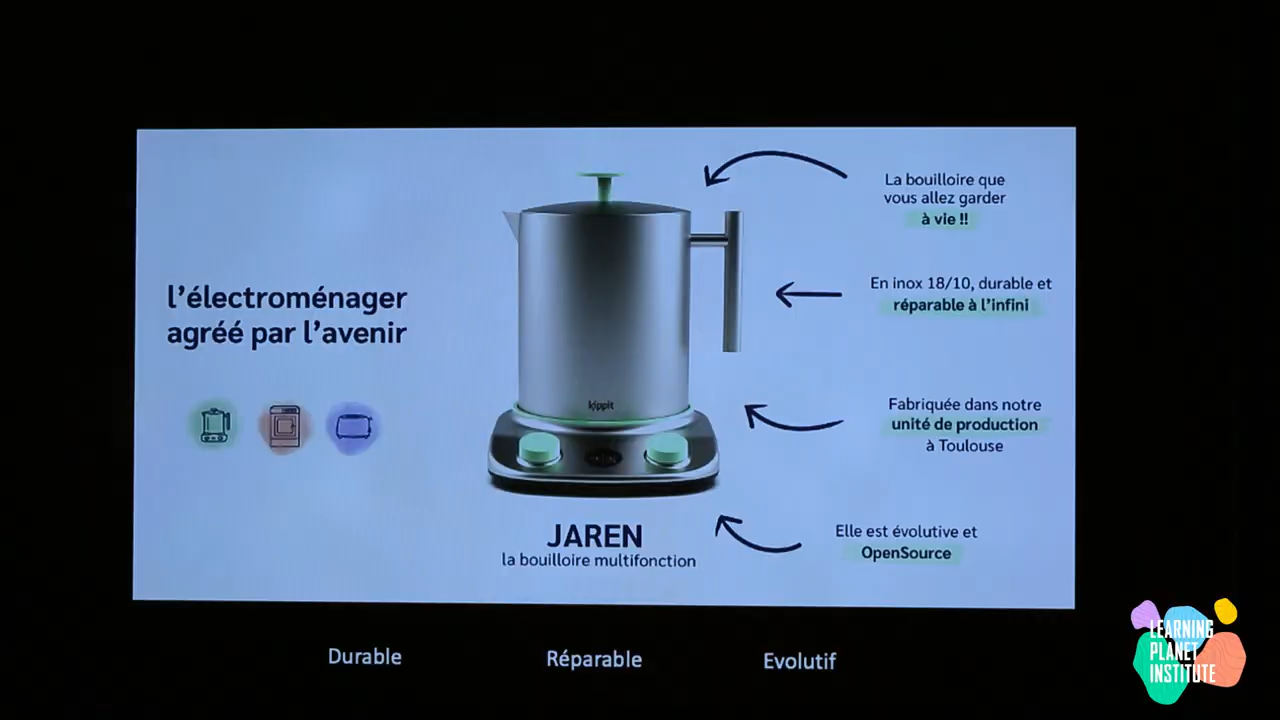 l'électroménager
agréé par l'avenir
kippit
JAREN
la bouilloire multifonction
La bouilloire que
vous allez garder
à vie !!
En inox 18/10, durable et
réparable à l'infini
Fabriquée dans notre
unité de production
à Toulouse
Elle est évolutive et
OpenSource
Durable
Réparable
Evolutif
LEARNING
PLANET
INSTITUTE